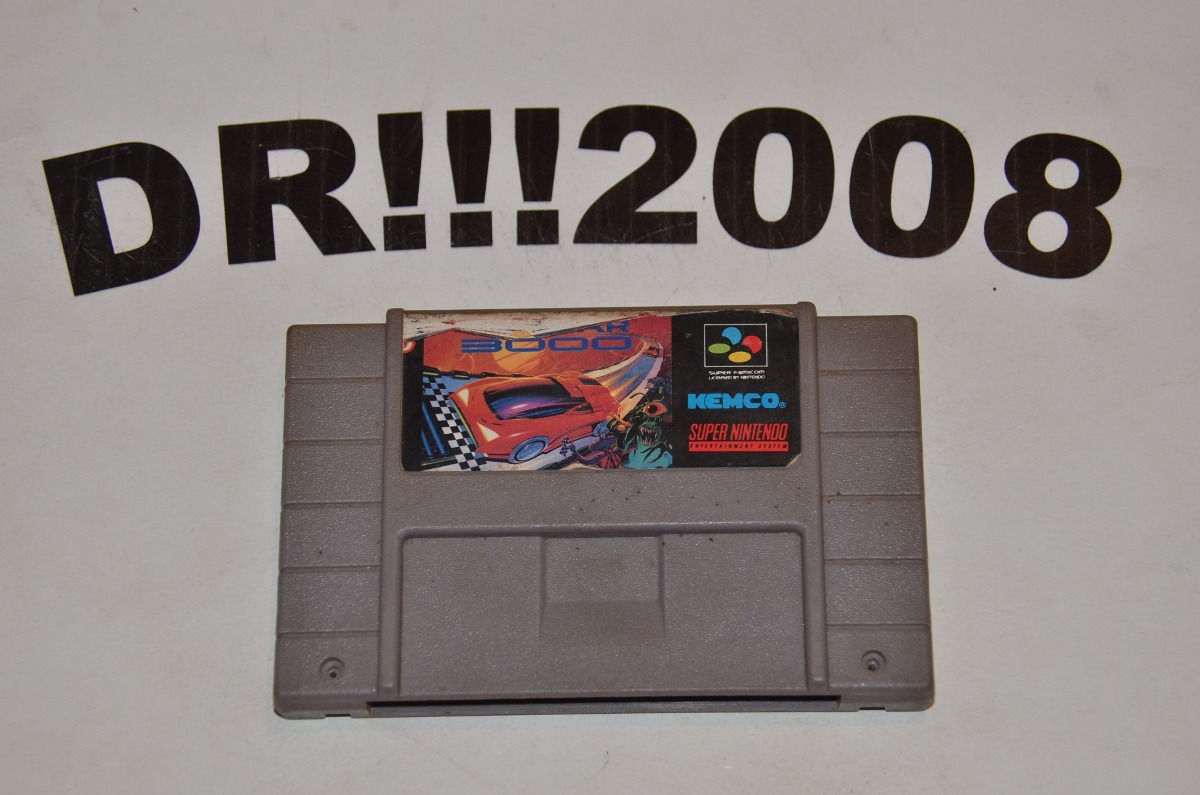 DR!!!2008
3000
SUPER FAMICOM
LICENSED BY NINTENDO
KEMCO®
SUPER NINTENDO
ENTERTAINMENT SYSTEM